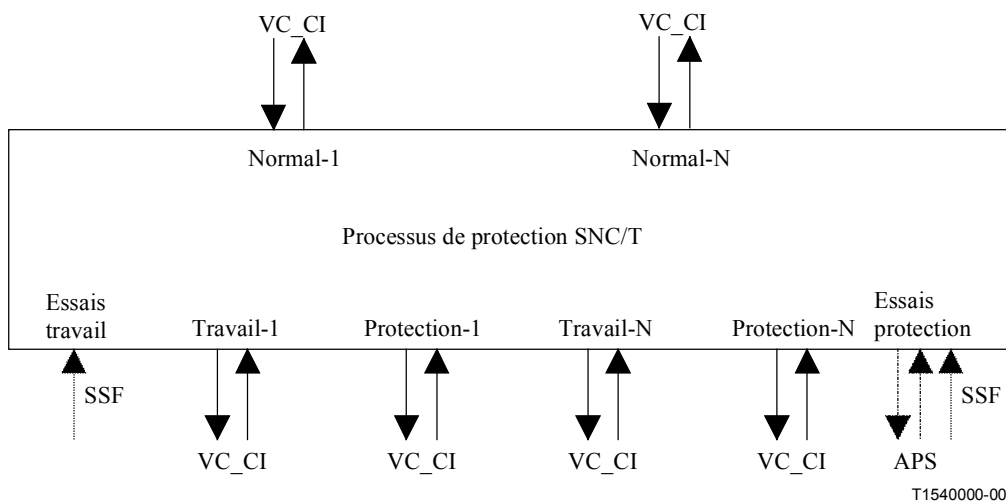 VC_CI VC_CI
Normal-1 Normal-N
Processus de protection SNC/T
Essais travail
Travail-1 Protection-1 Travail-N Protection-N
Essais protection
SSF SSF
VC_CI VC_CI VC_CI VC_CI APS
T1540000-00